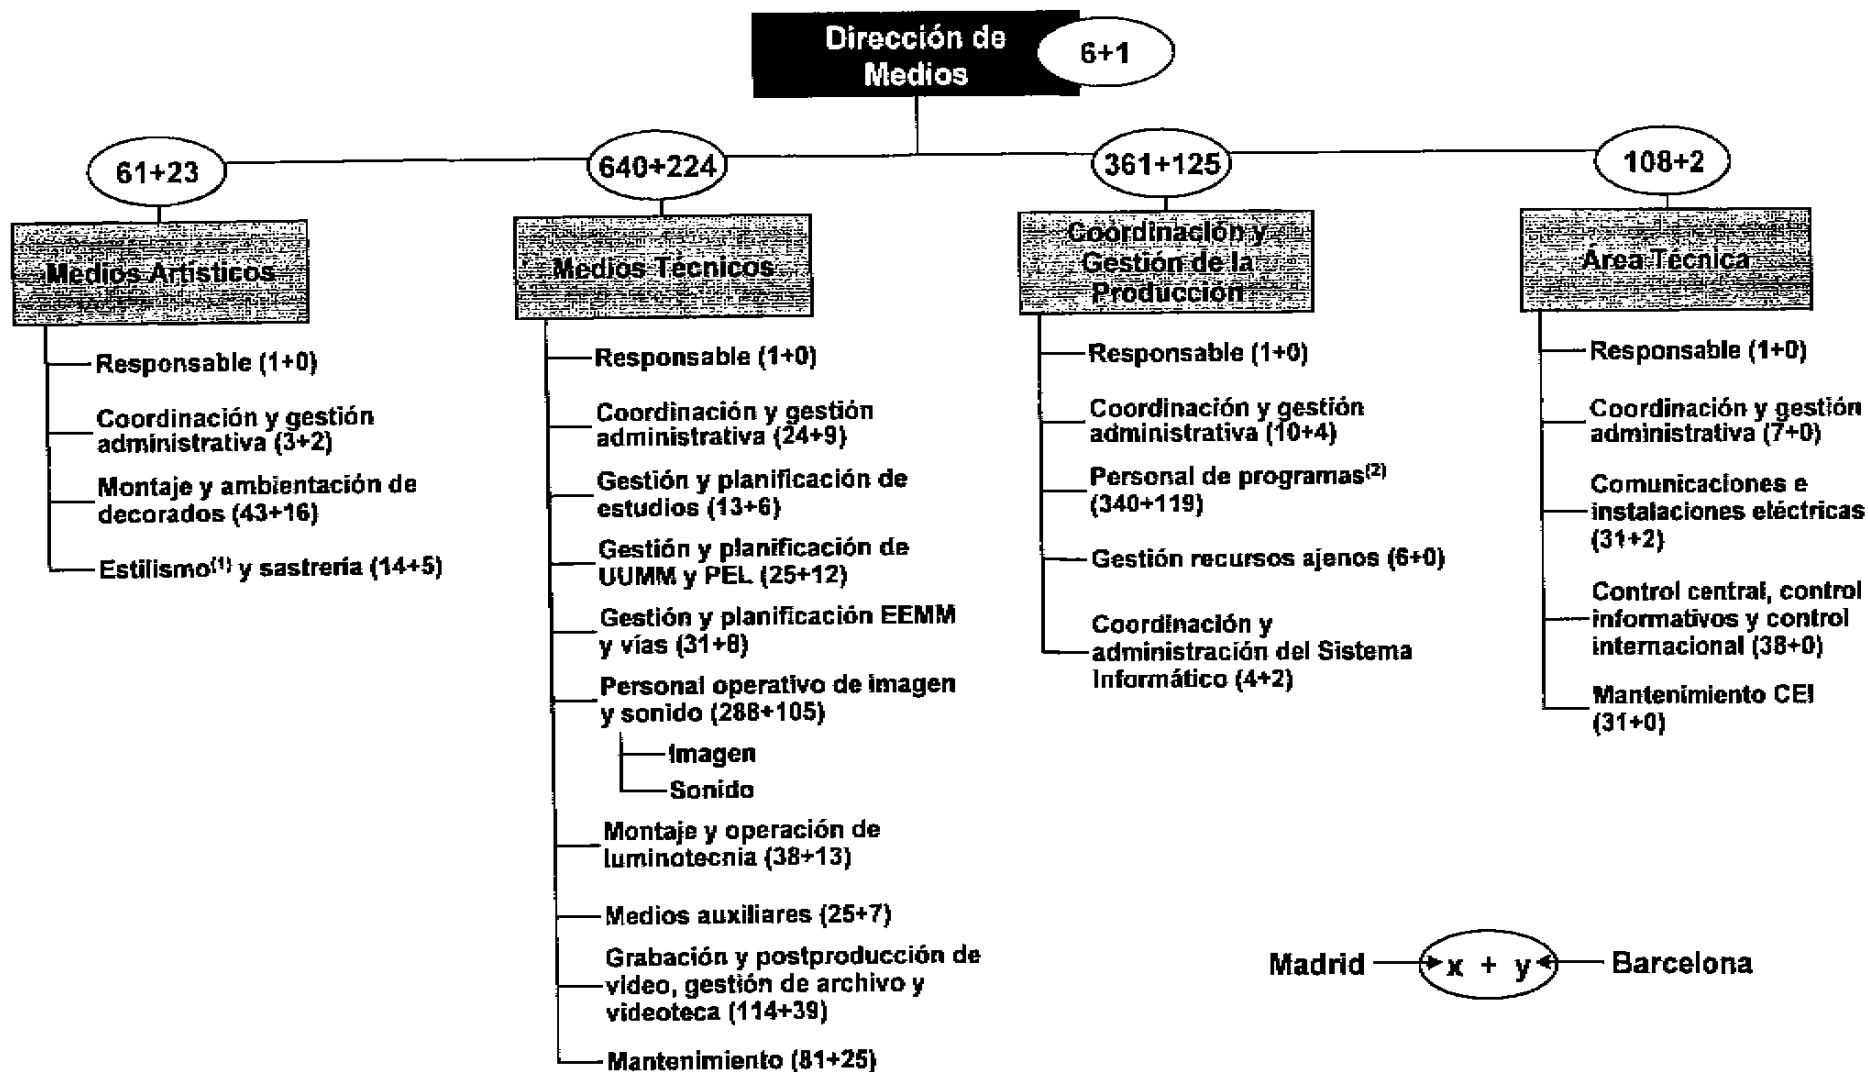 Dirección de
Medios
6+1
61+23
640+224
361+125
108+2
Medios Artísticos
Responsable (1+0)
Coordinación y gestión
administrativa (3+2)
Montaje y ambientación de
decorados (43+16)
Estilismo(1) y sastrería (14+5)
Medios Técnicos
Responsable (1+0)
Coordinación y gestión
administrativa (24+9)
Gestión y planificación de
estudios (13+6)
Gestión y planificación de
UUMM y PEL (25+12)
Gestión y planificación EEMM
y vías (31+8)
Personal operativo de imagen
y sonido (288+105)
Imagen
Sonido
Montaje y operación de
luminotecnia (38+13)
Medios auxiliares (25+7)
Grabación y postproducción de
video, gestión de archivo y
videoteca (114+39)
Mantenimiento (81+25)
Coordinación y
Gestión de la
Producción
Responsable (1+0)
Coordinación y gestión
administrativa (10+4)
Personal de programas(2)
(340+119)
Gestión recursos ajenos (6+0)
Coordinación y
administración del Sistema
Informático (4+2)
Área Técnica
Responsable (1+0)
Coordinación y gestión
administrativa (7+0)
Comunicaciones e
instalaciones eléctricas
(31+2)
Control central, control
informativos y control
internacional (38+0)
Mantenimiento CEI
(31+0)
Madrid x + y Barcelona